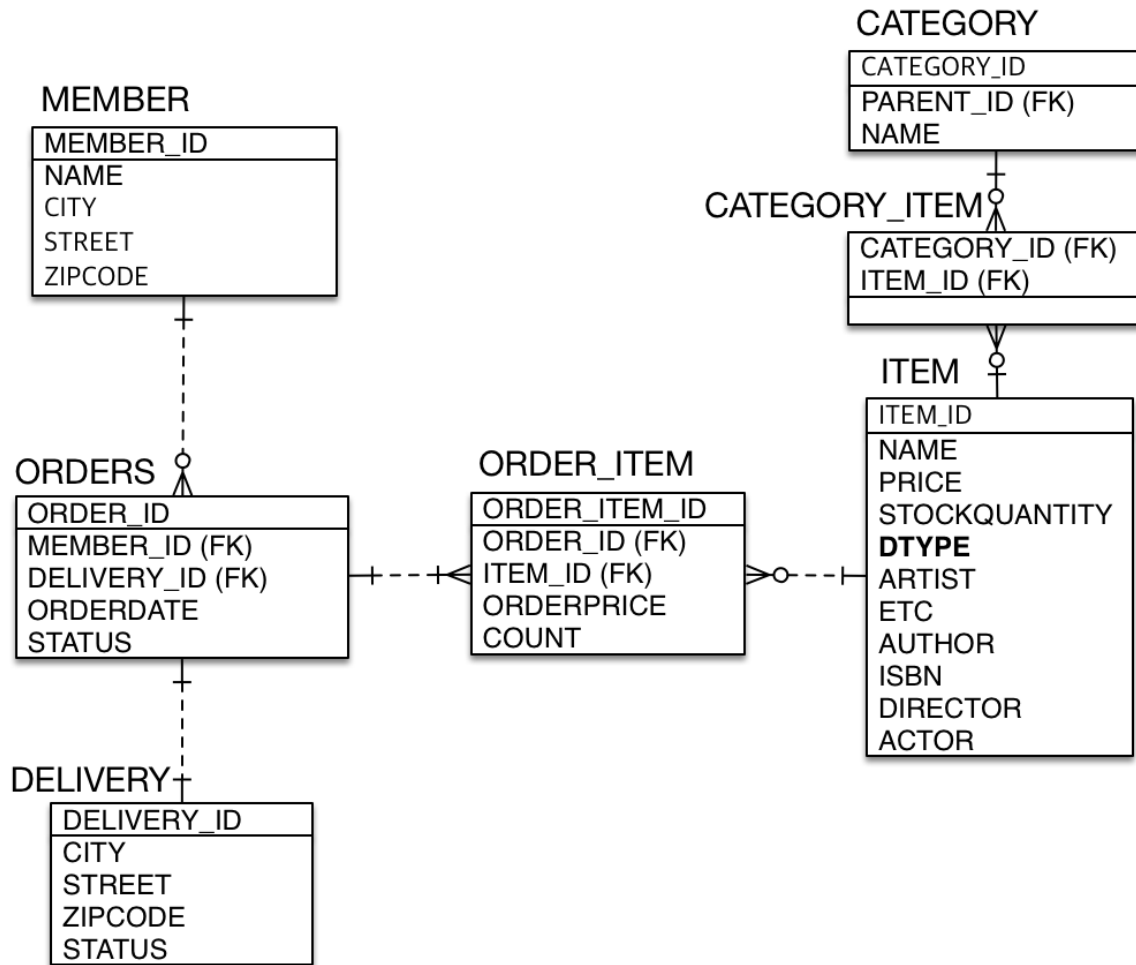 MEMBER
MEMBER_ID
NAME
CITY
STREET
ZIPCODE
CATEGORY
CATEGORY_ID
PARENT_ID (FK)
NAME
CATEGORY_ITEM
CATEGORY_ID (FK)
ITEM_ID (FK)
ORDERS
ORDER_ID
MEMBER_ID (FK)
DELIVERY_ID (FK)
ORDERDATE
STATUS
ORDER_ITEM
ORDER_ITEM_ID
ORDER_ID (FK)
ITEM_ID (FK)
ORDERPRICE
COUNT
ITEM
ITEM_ID
NAME
PRICE
STOCKQUANTITY
DTYPE
ARTIST
ETC
AUTHOR
ISBN
DIRECTOR
ACTOR
DELIVERY
DELIVERY_ID
CITY
STREET
ZIPCODE
STATUS